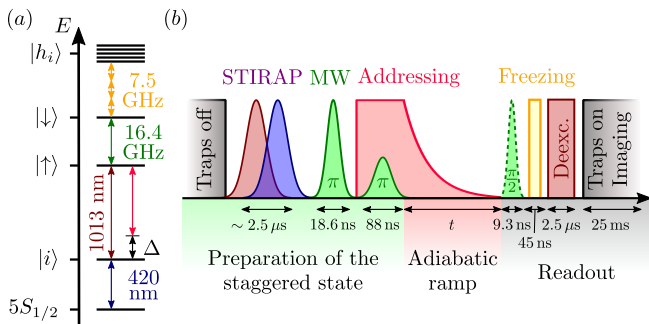 (a)
E
|h_i⟩
7.5
GHz
|↓⟩
16.4
GHz
|↑⟩
1013 nm
Δ
|i⟩
420
nm
5S_{1/2}
(b)
STIRAP MW Addressing Freezing
Traps off
π
π
π/2
Deexc.
Traps on
Imaging
~ 2.5 μs 18.6 ns 88 ns t 9.3 ns 2.5 μs 25 ms
45 ns
Preparation of the
staggered state
Adiabatic
ramp
Readout